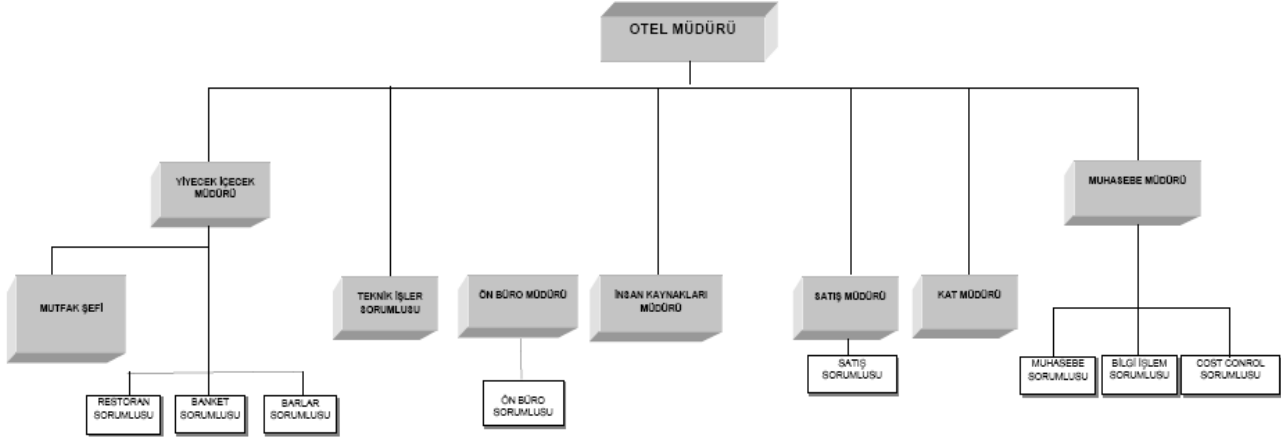 OTEL MÜDÜRÜ
YİYECEK İÇECEK
MÜDÜRÜ
MUHASEBE MÜDÜRÜ
MUTFAK ŞEFİ
TEKNİK İŞLER
SORUMLUSU
ÖN BÜRO MÜDÜRÜ
İNSAN KAYNAKLARI
MÜDÜRÜ
SATIŞ MÜDÜRÜ
KAT MÜDÜRÜ
RESTORAN
SORUMLUSU
BANKET
SORUMLUSU
BARLAR
SORUMLUSU
ÖN BÜRO
SORUMLUSU
SATIŞ
SORUMLUSU
MUHASEBE
SORUMLUSU
BİLGİ İŞLEM
SORUMLUSU
COST CONROL
SORUMLUSU